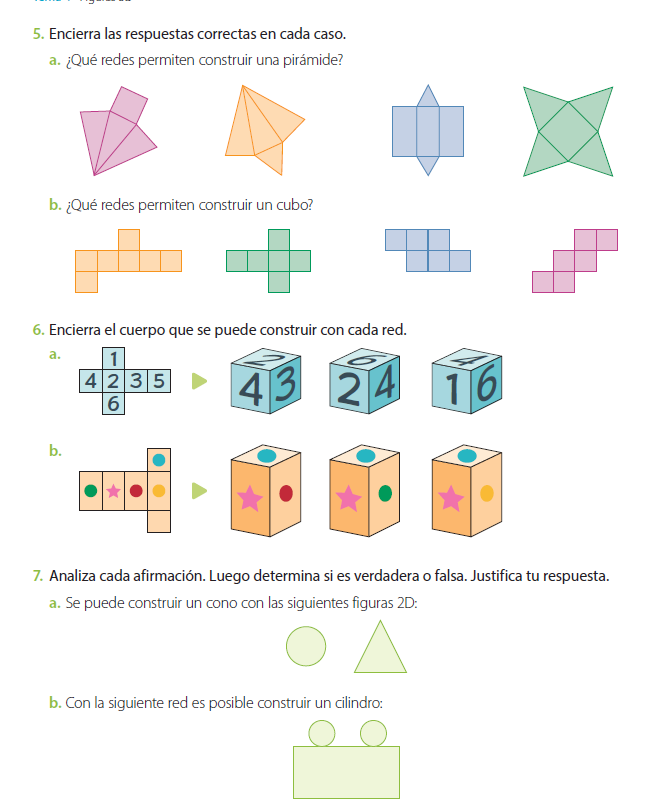 5. Encierra las respuestas correctas en cada caso.
a. ¿Qué redes permiten construir una pirámide?
b. ¿Qué redes permiten construir un cubo?
6. Encierra el cuerpo que se puede construir con cada red.
a.
1
4 2 3 5
6
2 4 3
6 2 4
4 1 6
b.
7. Analiza cada afirmación. Luego determina si es verdadera o falsa. Justifica tu respuesta.
a. Se puede construir un cono con las siguientes figuras 2D:
b. Con la siguiente red es posible construir un cilindro: